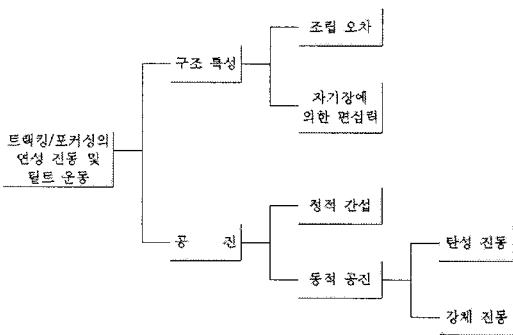 조립 오차
구조 특성
자기장에
의한 편심력
트랙킹/포커싱의
연성 진동 및
틸트 운동
정적 간섭
공 진
탄성 진동
동적 공진
강체 진동